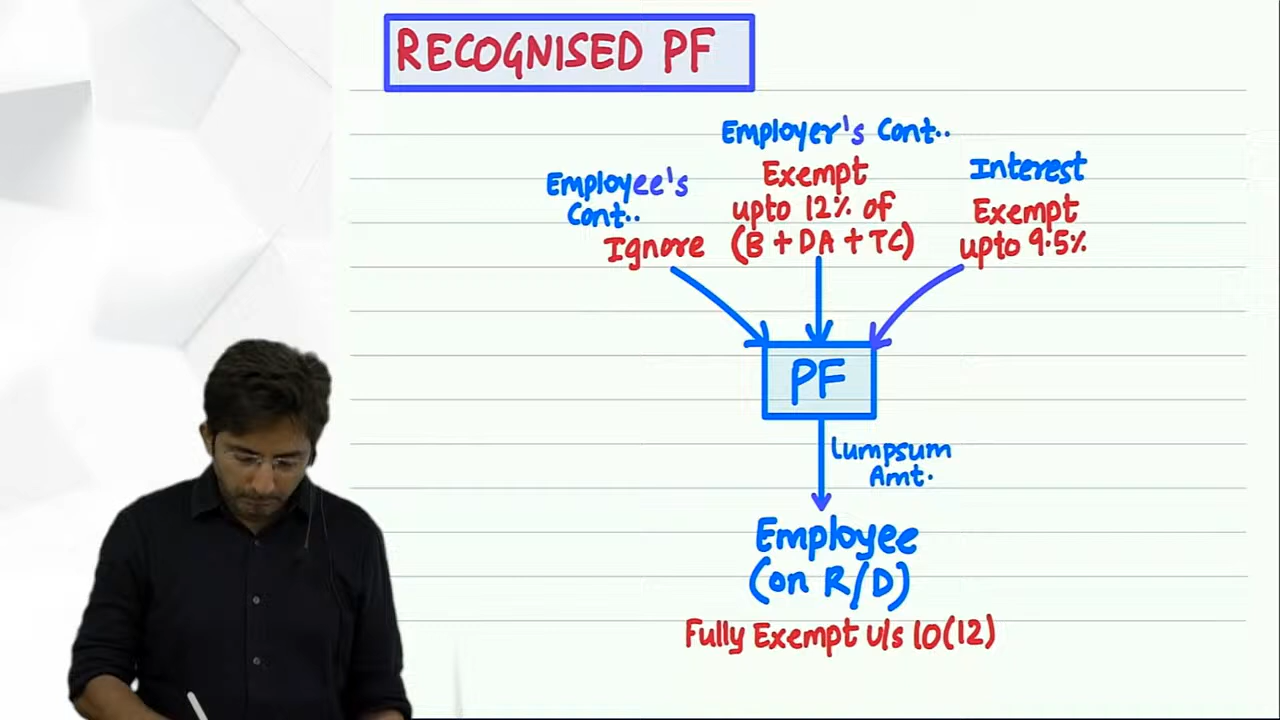 RECOGNISED PF
Employee's
Cont..
Ignore
Employer's Cont..
Exempt
upto 12% of
(B + DA + TC)
Interest
Exempt
upto 9.5%
PF
Lumpsum
Amt.
Employee
(on R/D)
Fully Exempt u/s 10(12)